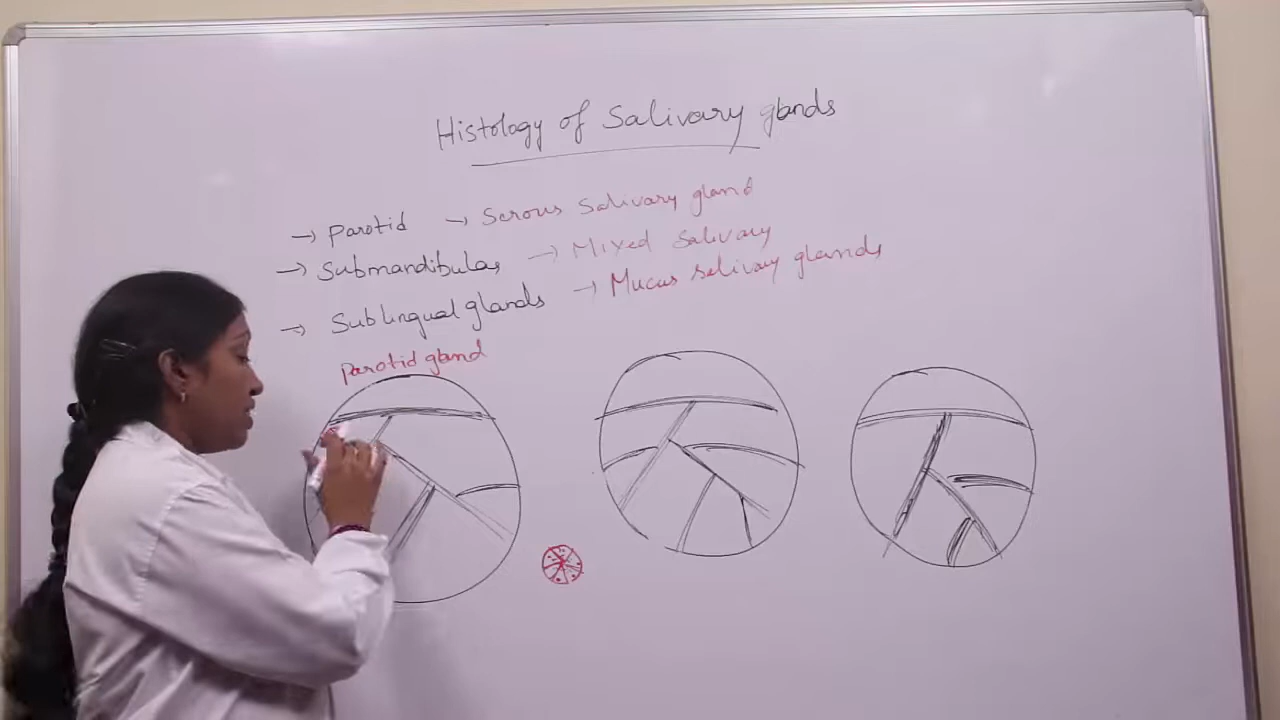 Histology of Salivary glands
→ Parotid → Serous Salivary gland
→ Submandibular → Mixed Salivary
→ Sublingual glands → Mucus salivary glands
Parotid gland